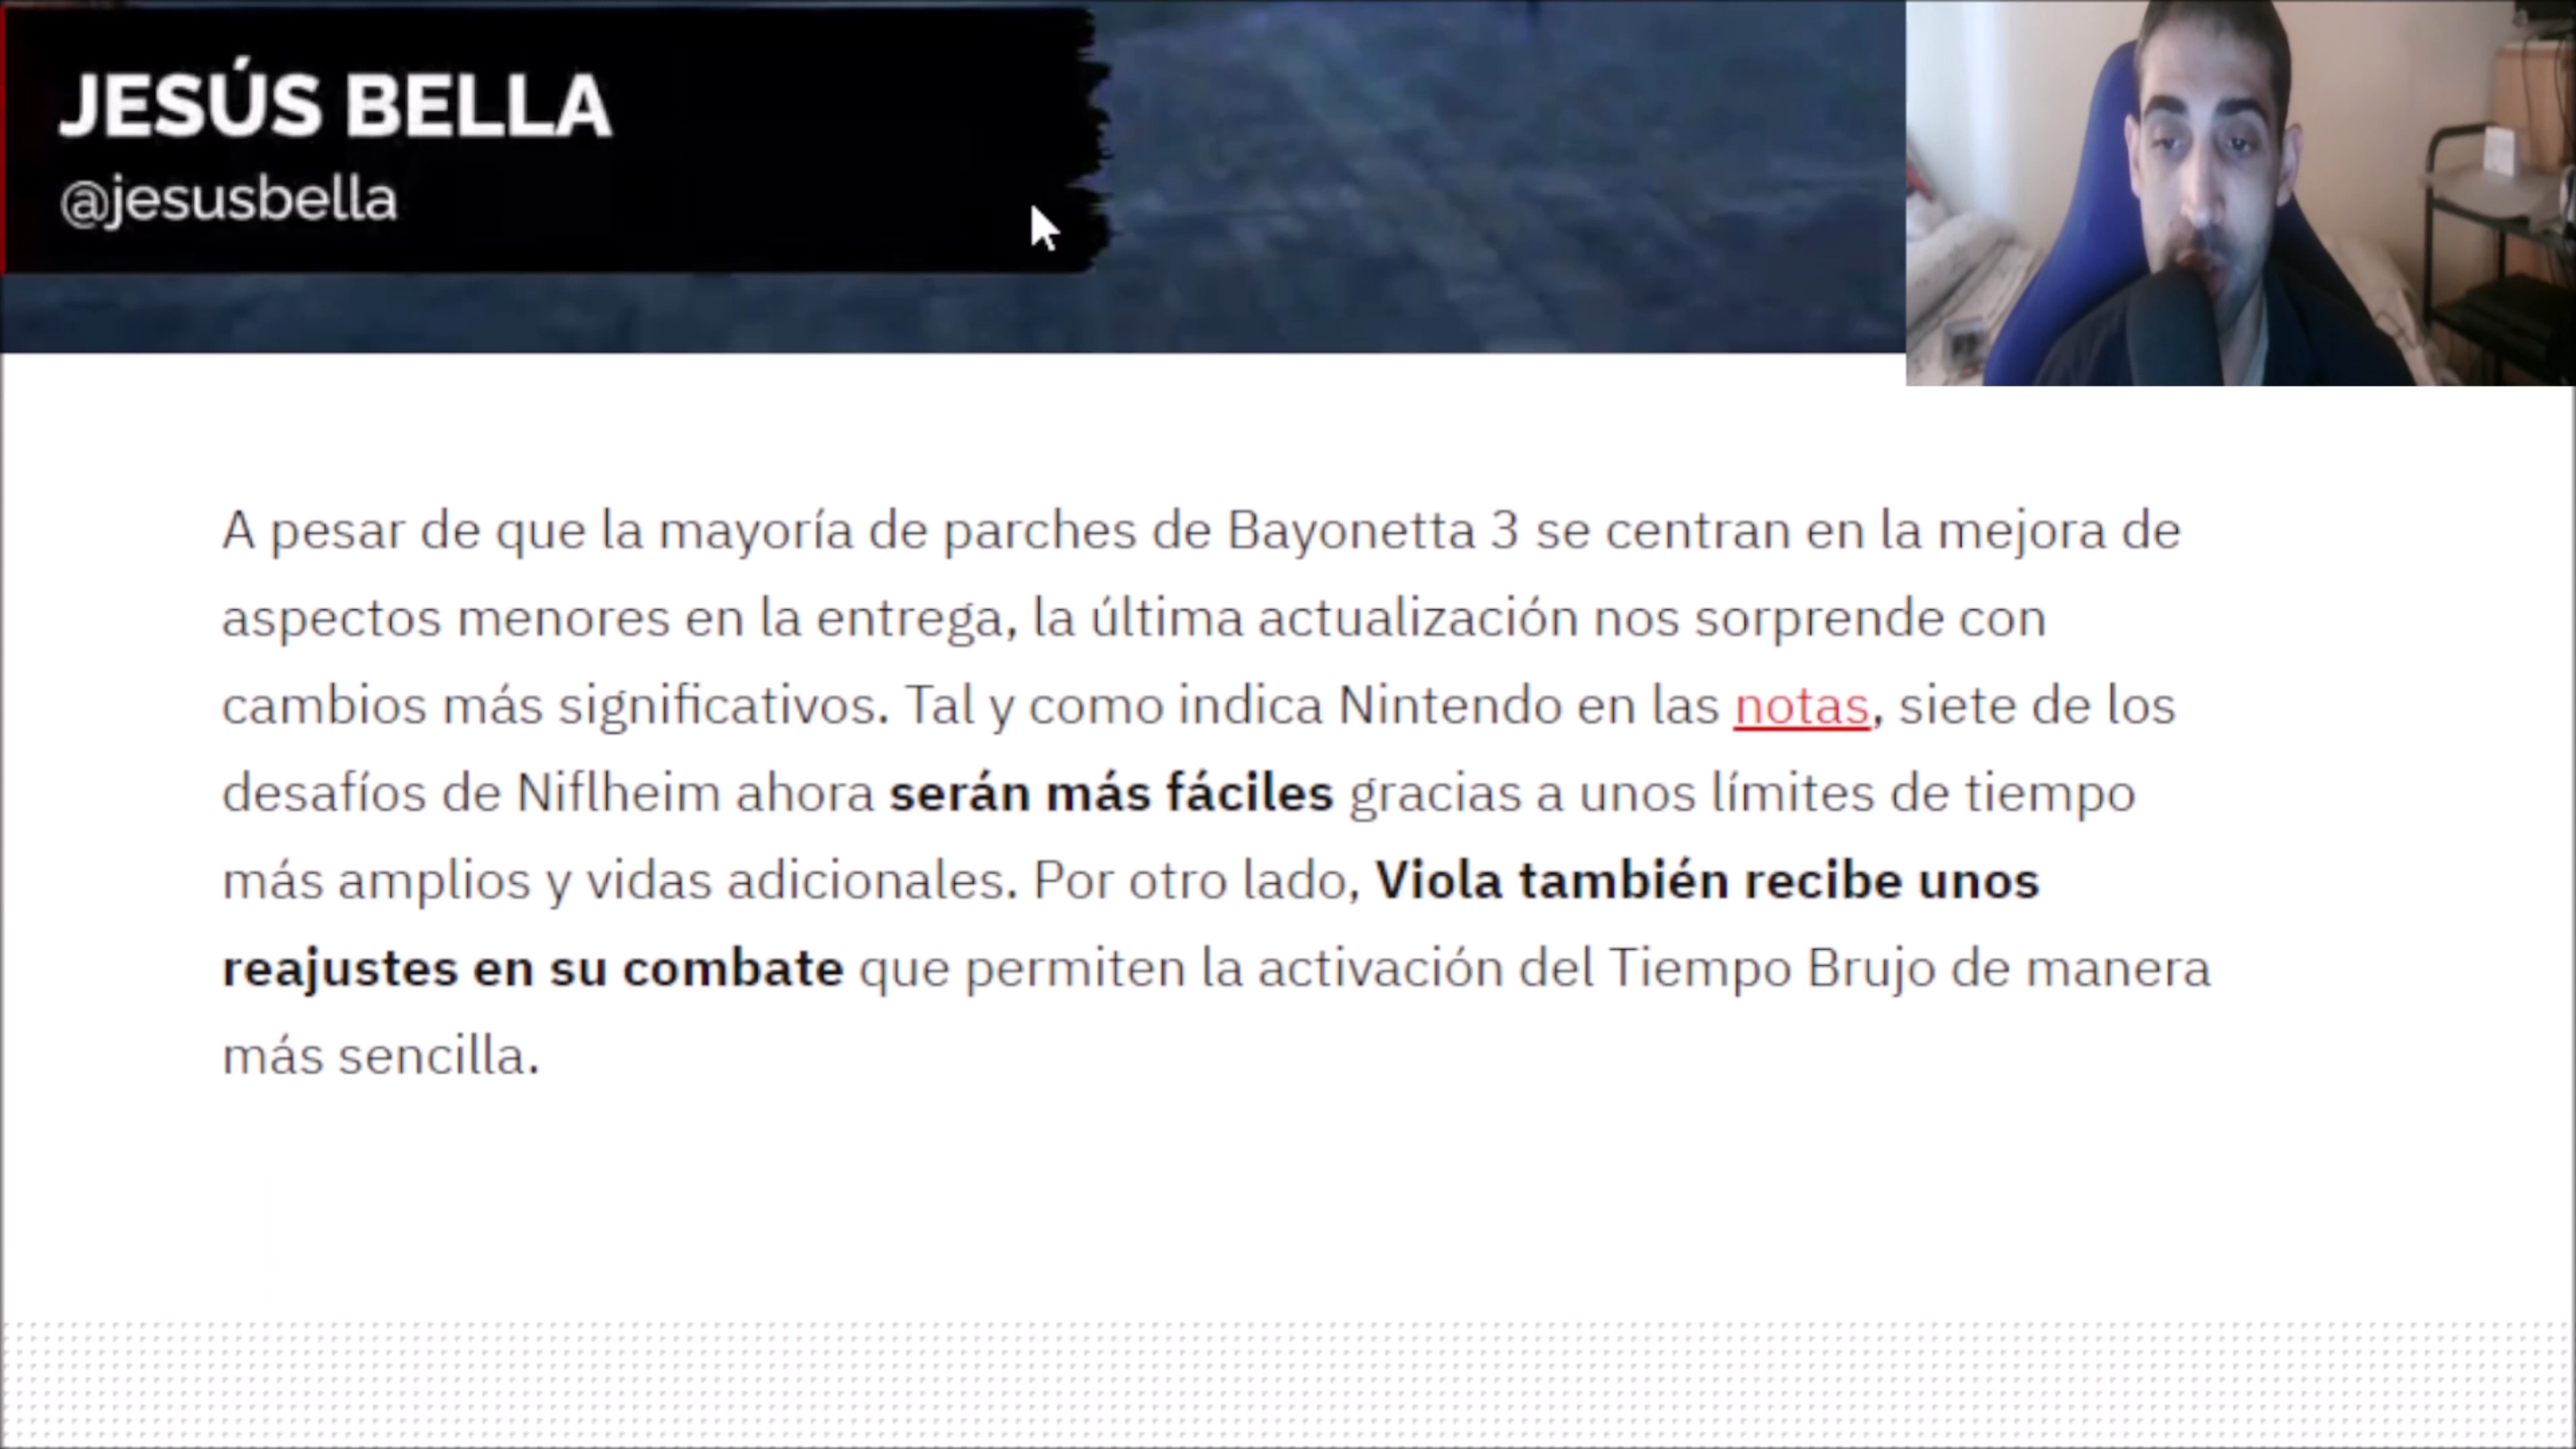 JESÚS BELLA
@jesusbella
A pesar de que la mayoría de parches de Bayonetta 3 se centran en la mejora de
aspectos menores en la entrega, la última actualización nos sorprende con
cambios más significativos. Tal y como indica Nintendo en las notas, siete de los
desafíos de Niflheim ahora serán más fáciles gracias a unos límites de tiempo
más amplios y vidas adicionales. Por otro lado, Viola también recibe unos
reajustes en su combate que permiten la activación del Tiempo Brujo de manera
más sencilla.